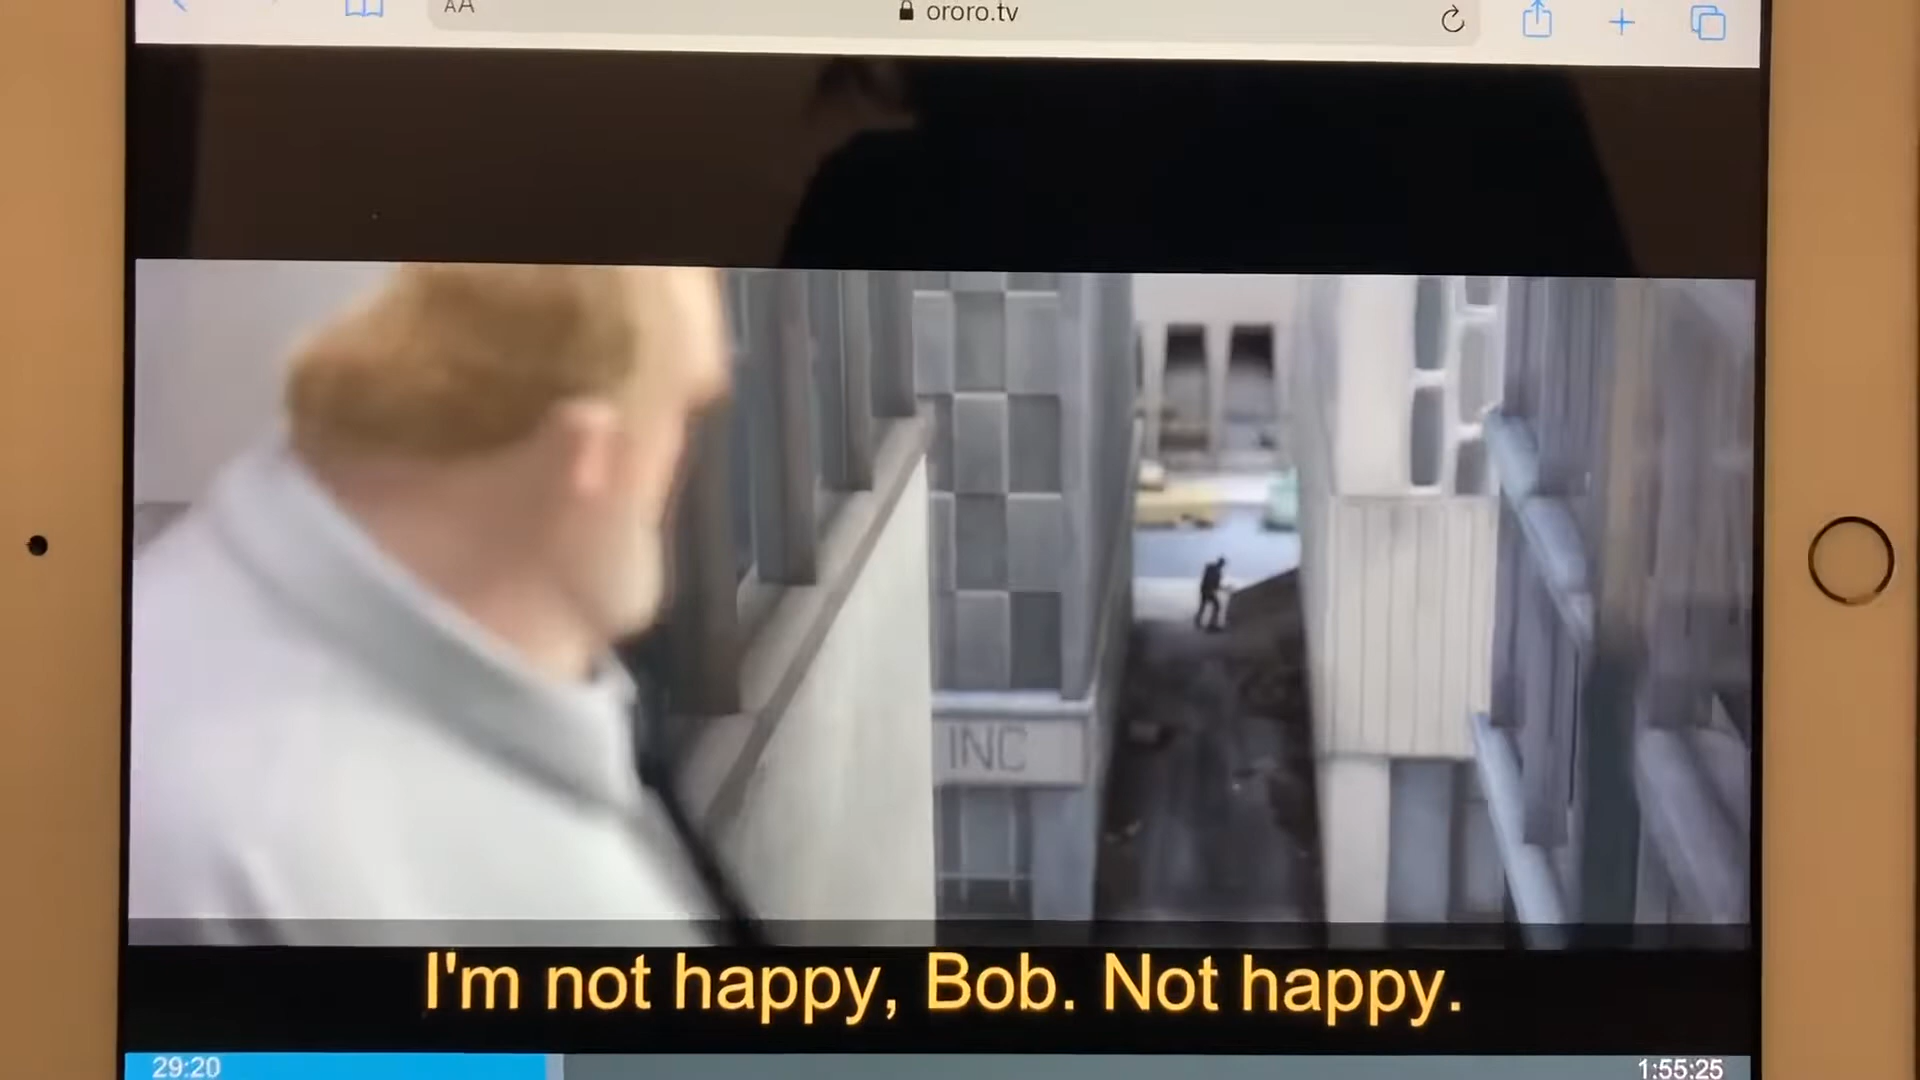 AA
ororo.tv
INC
I'm not happy, Bob. Not happy.
29:20
1:55:25